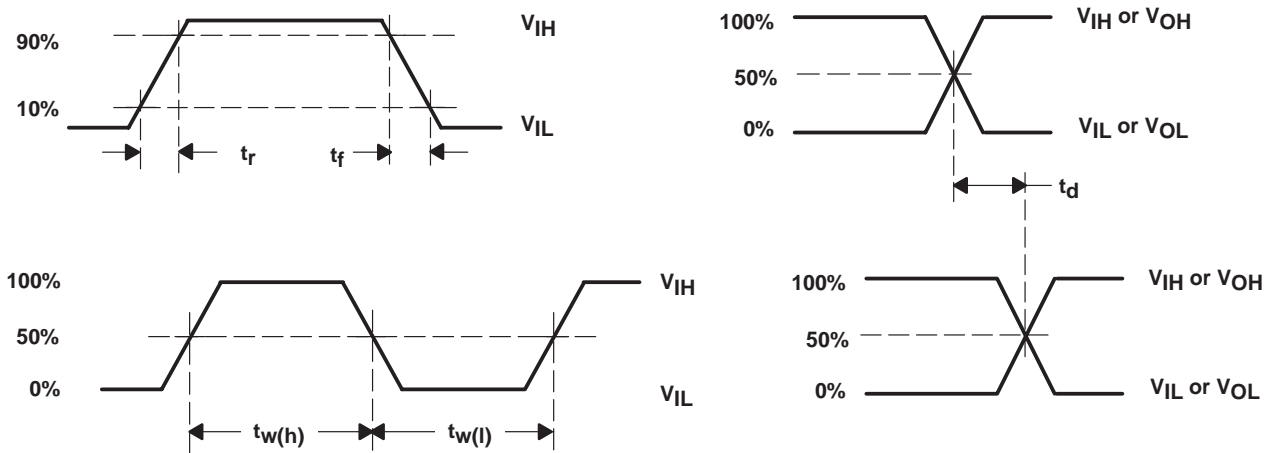 90%
10%
VIH
VIL
tr
tf
100%
50%
0%
VIH or VOH
VIL or VOL
td
100%
50%
0%
VIH
VIL
tw(h)
tw(l)
100%
50%
0%
VIH or VOH
VIL or VOL